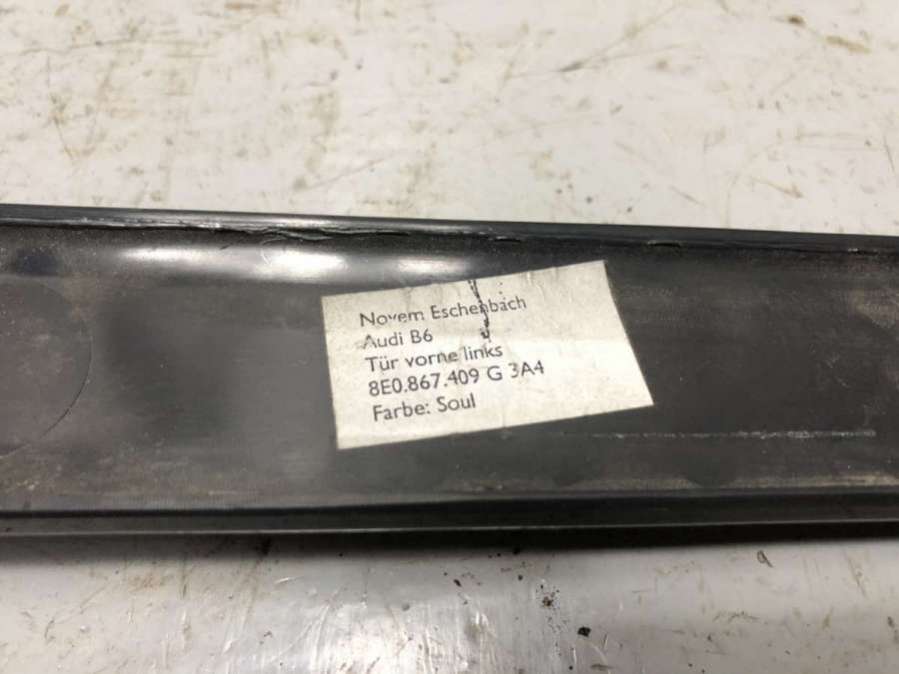 Novem Eschenbach
Audi B6
Tür vorne links
8E0.867.409 G 3A4
Farbe: Soul